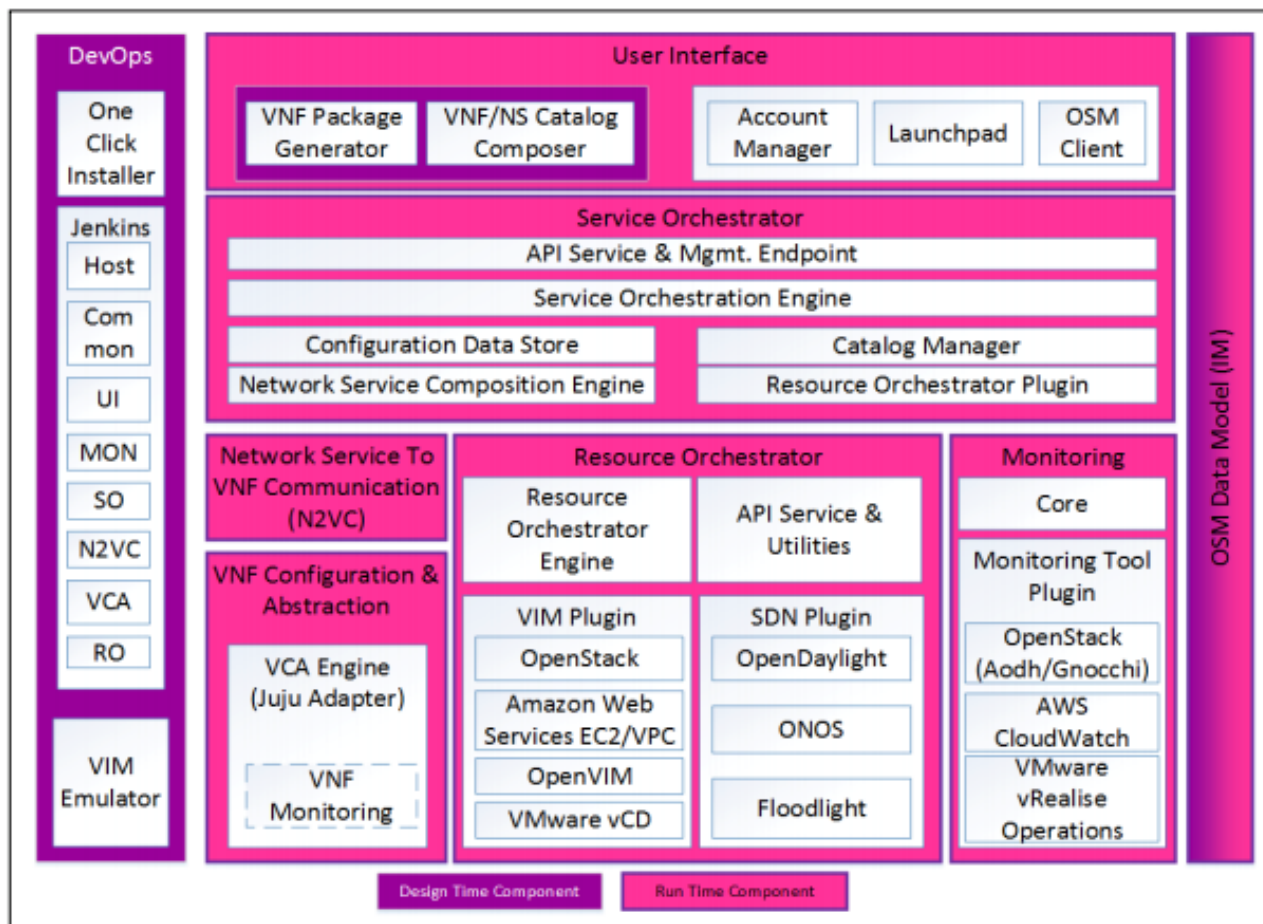 DevOps
One
Click
Installer
Jenkins
Host
Com
mon
UI
MON
SO
N2VC
VCA
RO
VIM
Emulator
User Interface
VNF Package
Generator
VNF/NS Catalog
Composer
Account
Manager
Launchpad
OSM
Client
Service Orchestrator
API Service & Mgmt. Endpoint
Service Orchestration Engine
Configuration Data Store
Catalog Manager
Network Service Composition Engine
Resource Orchestrator Plugin
Network Service To
VNF Communication
(N2VC)
VNF Configuration &
Abstraction
VCA Engine
(Juju Adapter)
VNF
Monitoring
Resource Orchestrator
Resource
Orchestrator
Engine
API Service &
Utilities
VIM Plugin
OpenStack
Amazon Web
Services EC2/VPC
OpenVIM
VMware vCD
SDN Plugin
OpenDaylight
ONOS
Floodlight
Monitoring
Core
Monitoring Tool
Plugin
OpenStack
(Aodh/Gnocchi)
AWS
CloudWatch
VMware
vRealise
Operations
OSM Data Model (IM)
Design Time Component
Run Time Component